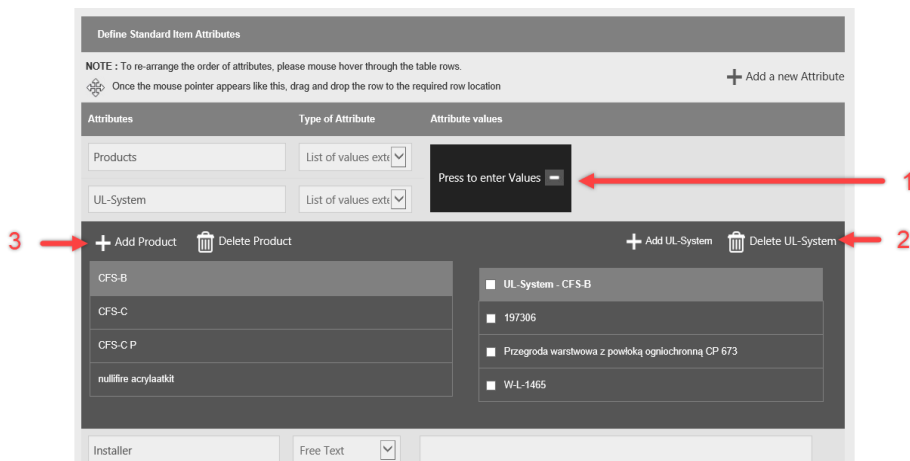 Define Standard Item Attributes
NOTE : To re-arrange the order of attributes, please mouse hover through the table rows.
Once the mouse pointer appears like this, drag and drop the row to the required row location
Add a new Attribute
Attributes Type of Attribute Attribute values
Products List of values exte
Press to enter Values
1
UL-System List of values exte
3 Add Product Delete Product Add UL-System Delete UL-System 2
CFS-B
CFS-C
CFS-C P
nullifire acrylaatkit
UL-System - CFS-B
197306
Przegroda warstwowa z powłoką ogniochronną CP 673
W-L-1465
Installer Free Text